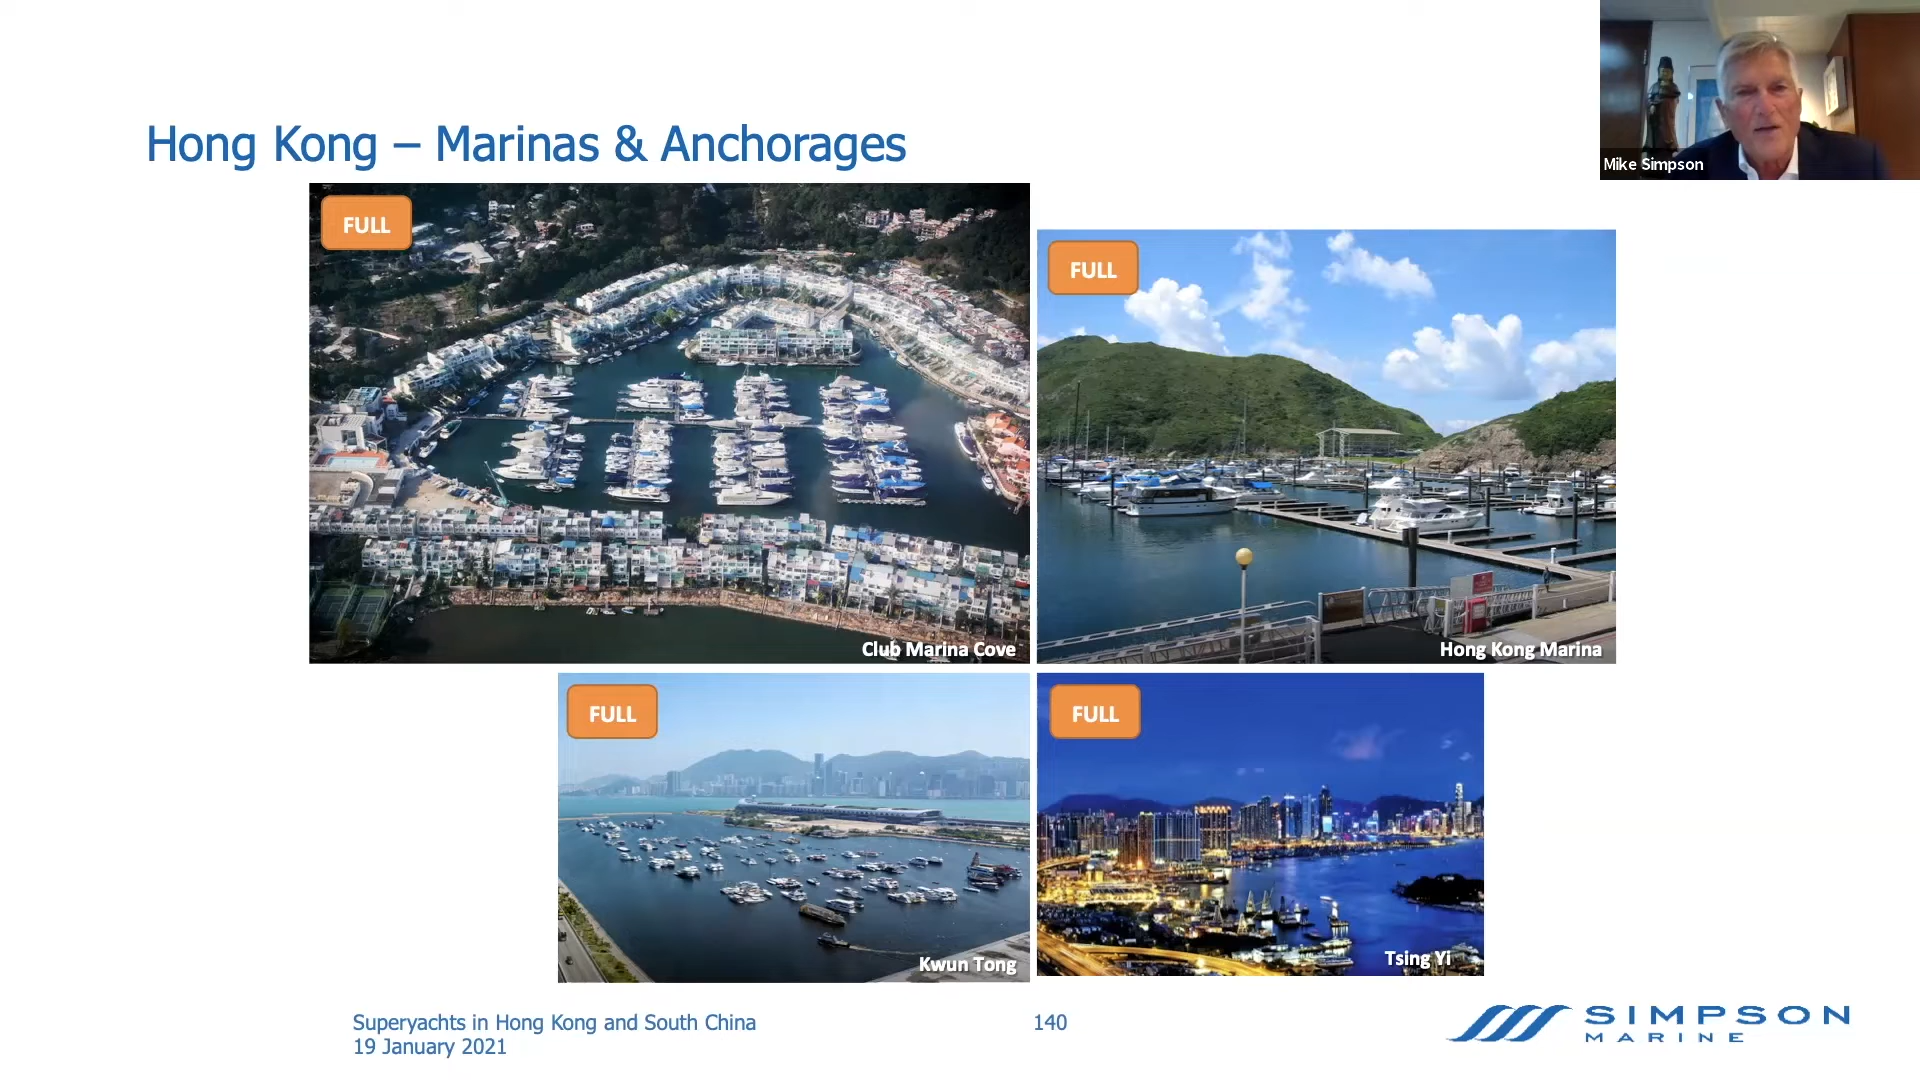 Mike Simpson
Hong Kong – Marinas & Anchorages
FULL
Club Marina Cove
FULL
Hong Kong Marina
FULL
Kwun Tong
FULL
Tsing Yi
Superyachts in Hong Kong and South China
19 January 2021
140
SIMPSON
MARINE